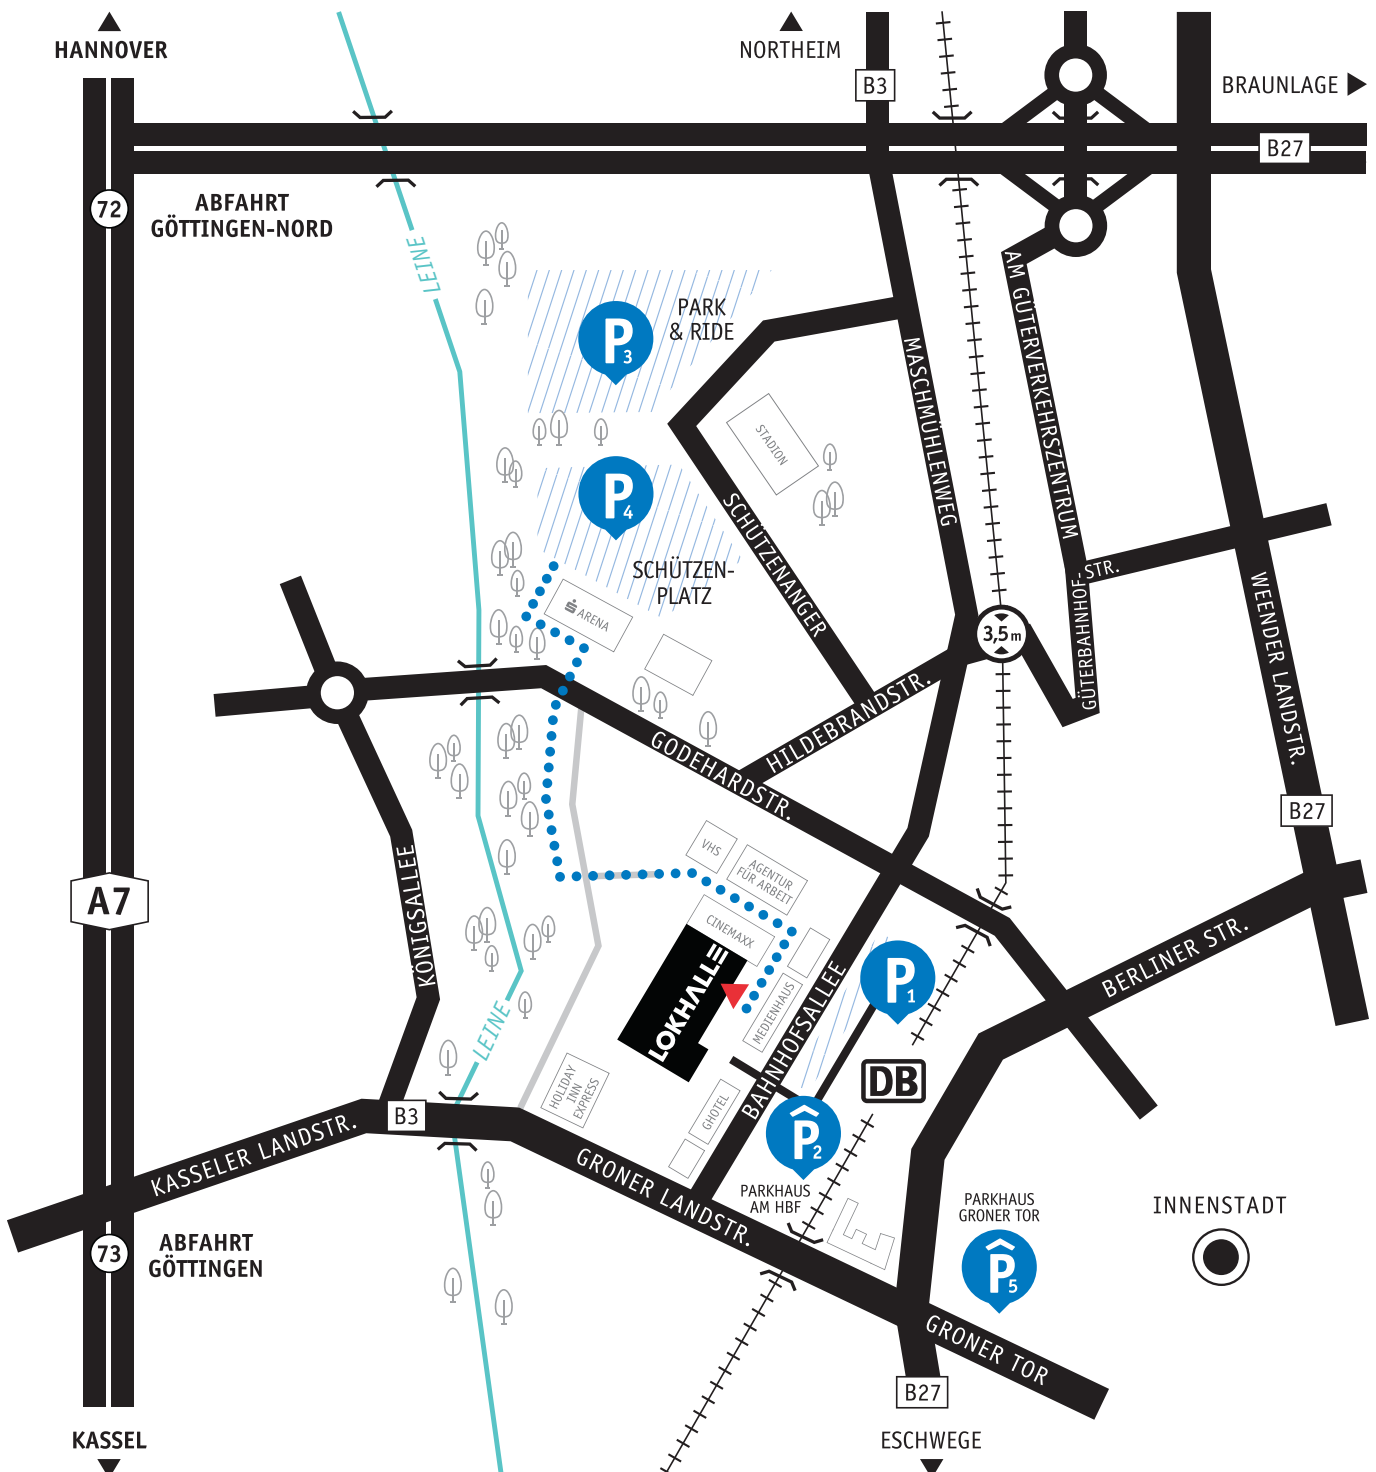 HANNOVER
NORTHEIM
B3
BRAUNLAGE
B27
72
ABFAHRT
GÖTTINGEN-NORD
LEINE
P3
PARK
& RIDE
AM GÜTERVERKEHRSZENTRUM
MASCHMÜHLENWEG
STADION
P4
SCHÜTZENANGER
SCHÜTZEN-
PLATZ
ARENA
GÜTERBAHNHOF-STR.
WEENDER LANDSTR.
3,5 m
HILDEBRANDSTR.
GODEHARDSTR.
B27
VHS
AGENTUR
FÜR ARBEIT
A7
KÖNIGSALLEE
CINEMAXX
LOKHALLE
MEDIENHAUS
BAHNHOFSALLEE
P1
BERLINER STR.
LEINE
DB
HOLIDAY
INN
EXPRESS
GHOTEL
B3
P2
KASSELER LANDSTR.
GRONER LANDSTR.
PARKHAUS
AM HBF
PARKHAUS
GRONER TOR
P5
INNENSTADT
73
ABFAHRT
GÖTTINGEN
GRONER TOR
B27
KASSEL
ESCHWEGE